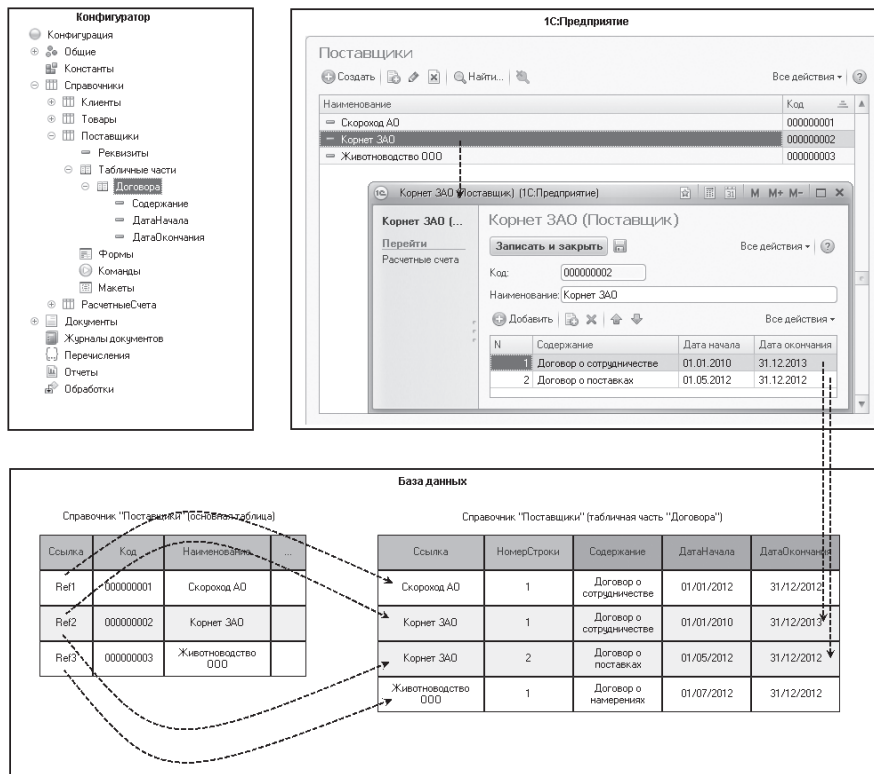 Конфигуратор
Конфигурация
Общие
Константы
Справочники
Клиенты
Товары
Поставщики
Реквизиты
Табличные части
Договора
Содержание
ДатаНачала
ДатаОкончания
Формы
Команды
Макеты
РасчетныеСчета
Документы
Журналы документов
Перечисления
Отчеты
Обработки
1С:Предприятие
Поставщики
Создать Найти... Все действия
Наименование Код
Скороход АО 000000001
Корнет ЗАО 000000002
Животноводство ООО 000000003
Корнет ЗАО (Поставщик) (1С:Предприятие) M M+ M-
Корнет ЗАО (...
Перейти
Расчетные счета
Корнет ЗАО (Поставщик)
Записать и закрыть Все действия
Код: 000000002
Наименование: Корнет ЗАО
Добавить Все действия
N Содержание Дата начала Дата окончания
1 Договор о сотрудничестве 01.01.2010 31.12.2013
2 Договор о поставках 01.05.2012 31.12.2012
База данных
Справочник "Поставщики" (основная таблица)
Ссылка Код Наименование ...
Ref1 000000001 Скороход АО
Ref2 000000002 Корнет ЗАО
Ref3 000000003 Животноводство ООО
Справочник "Поставщики" (табличная часть "Договора")
Ссылка НомерСтроки Содержание ДатаНачала ДатаОкончания
Скороход АО 1 Договор о сотрудничестве 01/01/2012 31/12/2012
Корнет ЗАО 1 Договор о сотрудничестве 01/01/2010 31/12/2013
Корнет ЗАО 2 Договор о поставках 01/05/2012 31/12/2012
Животноводство ООО 1 Договор о намерениях 01/07/2012 31/12/2012